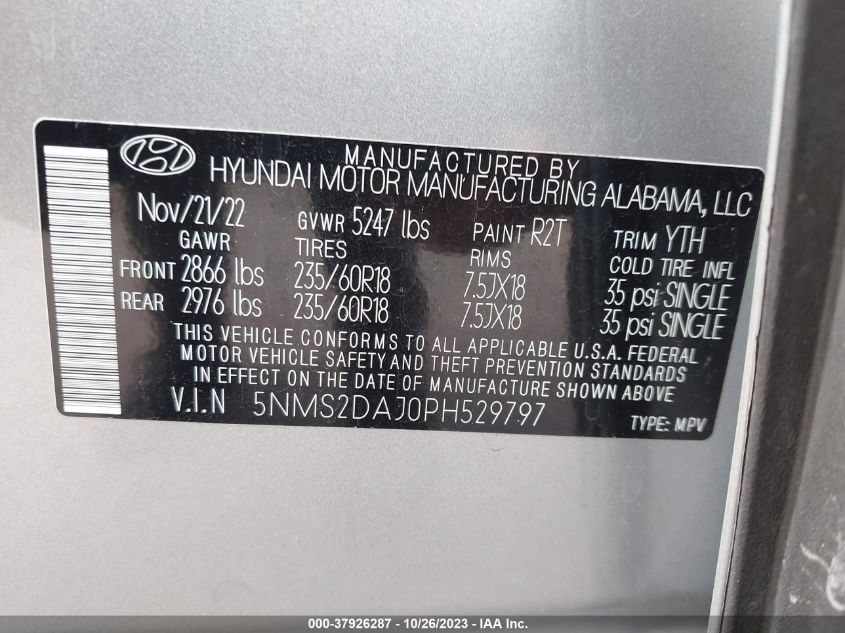 MANUFACTURED BY
HYUNDAI MOTOR MANUFACTURING ALABAMA, LLC
Nov/21/22 GVWR 5247 lbs PAINT R2T TRIM YTH
GAWR TIRES RIMS COLD TIRE INFL
FRONT 2866 lbs 235/60R18 7.5JX18 35 psi SINGLE
REAR 2976 lbs 235/60R18 7.5JX18 35 psi SINGLE
THIS VEHICLE CONFORMS TO ALL APPLICABLE U.S.A. FEDERAL
MOTOR VEHICLE SAFETY AND THEFT PREVENTION STANDARDS
IN EFFECT ON THE DATE OF MANUFACTURE SHOWN ABOVE
V.I.N 5NMS2DAJ0PH529797 TYPE: MPV
000-37926287 - 10/26/2023 - IAA Inc.